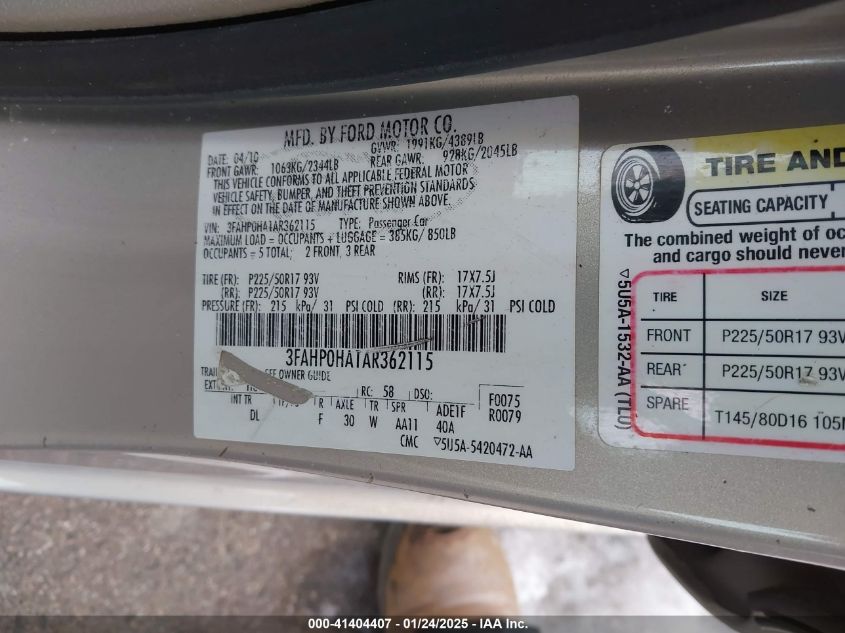 MFD. BY FORD MOTOR CO.
DATE: 04/10 GVWR: 1991KG/4389LB
FRONT GAWR: 1063KG/2344LB REAR GAWR: 928KG/2045LB
THIS VEHICLE CONFORMS TO ALL APPLICABLE FEDERAL MOTOR
VEHICLE SAFETY, BUMPER, AND THEFT PREVENTION STANDARDS
IN EFFECT ON THE DATE OF MANUFACTURE SHOWN ABOVE.
VIN: 3FAHP0HA1AR362115 TYPE: Passenger Car
MAXIMUM LOAD = OCCUPANTS + LUGGAGE = 385KG/ 850LB
OCCUPANTS = 5 TOTAL: 2 FRONT, 3 REAR
TIRE (FR): P225/50R17 93V RIMS (FR): 17X7.5J
(RR): P225/50R17 93V (RR): 17X7.5J
PRESSURE (FR): 215 kPa/ 31 PSI COLD (RR): 215 kPa/ 31 PSI COLD
3FAHP0HA1AR362115
TRAI SEE OWNER GUIDE
EXT RC: 58 DSO: F0075
INT TR R AXLE TR SPR ADE1F R0079
DL F 30 W AA11 40A
CMC ▽5U5A-5420472-AA
TIRE AND
SEATING CAPACITY
The combined weight of oc
and cargo should never
▽5U5A-1532-AA (TLU)
TIRE SIZE
FRONT P225/50R17 93V
REAR P225/50R17 93V
SPARE T145/80D16 105M
000-41404407 - 01/24/2025 - COPYRIGHT IAA, Inc.